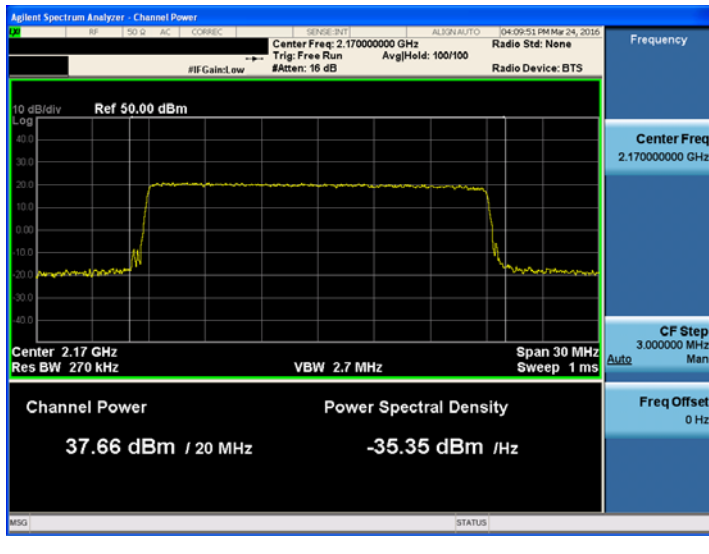 Agilent Spectrum Analyzer - Channel Power
RF 50 Ω AC CORREC SENSE:INT ALIGN AUTO 04:09:51 PM Mar 24, 2016
Center Freq: 2.170000000 GHz Radio Std: None
Trig: Free Run Avg|Hold: 100/100
#IFGain:Low #Atten: 16 dB Radio Device: BTS
Frequency
10 dB/div Ref 50.00 dBm
Log
40.0
30.0
20.0
10.0
0.00
-10.0
-20.0
-30.0
-40.0
Center 2.17 GHz Span 30 MHz
Res BW 270 kHz VBW 2.7 MHz Sweep 1 ms
Channel Power Power Spectral Density
37.66 dBm / 20 MHz -35.35 dBm /Hz
Center Freq
2.170000000 GHz
CF Step
3.000000 MHz
Auto Man
Freq Offset
0 Hz
MSG STATUS